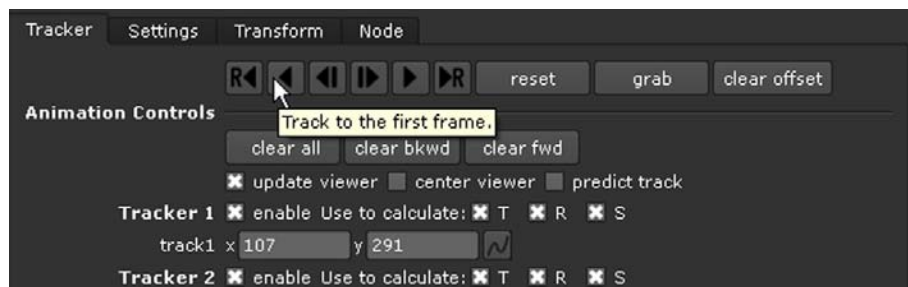 Tracker Settings Transform Node
R R reset grab clear offset
Animation Controls
Track to the first frame.
clear all clear bkwd clear fwd
update viewer center viewer predict track
Tracker 1 enable Use to calculate: T R S
track1 x 107 y 291
Tracker 2 enable Use to calculate: T R S